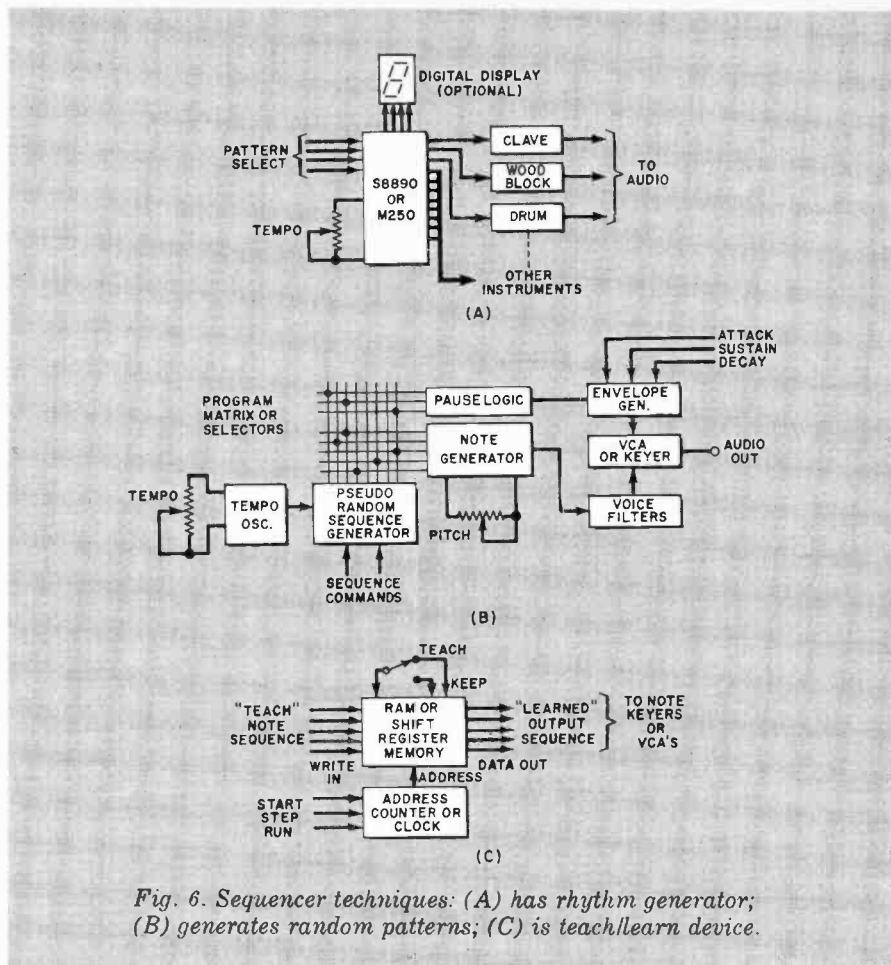 DIGITAL DISPLAY
(OPTIONAL)
PATTERN
SELECT
S8890
OR
M250
TEMPO
CLAVE
WOOD
BLOCK
DRUM
TO
AUDIO
OTHER
INSTRUMENTS
(A)
ATTACK
SUSTAIN
DECAY
PROGRAM
MATRIX OR
SELECTORS
PAUSE LOGIC
ENVELOPE
GEN.
NOTE
GENERATOR
VCA
OR KEYER
AUDIO
OUT
TEMPO
TEMPO
OSC.
PSEUDO
RANDOM
SEQUENCE
GENERATOR
PITCH
VOICE
FILTERS
SEQUENCE
COMMANDS
(B)
TEACH
KEEP
"TEACH"
NOTE
SEQUENCE
WRITE
IN
RAM OR
SHIFT
REGISTER
MEMORY
"LEARNED"
OUTPUT
SEQUENCE
DATA OUT
TO NOTE
KEYERS
OR
VCA'S
ADDRESS
START
STEP
RUN
ADDRESS
COUNTER OR
CLOCK
(C)
Fig. 6. Sequencer techniques: (A) has rhythm generator;
(B) generates random patterns; (C) is teach/learn device.